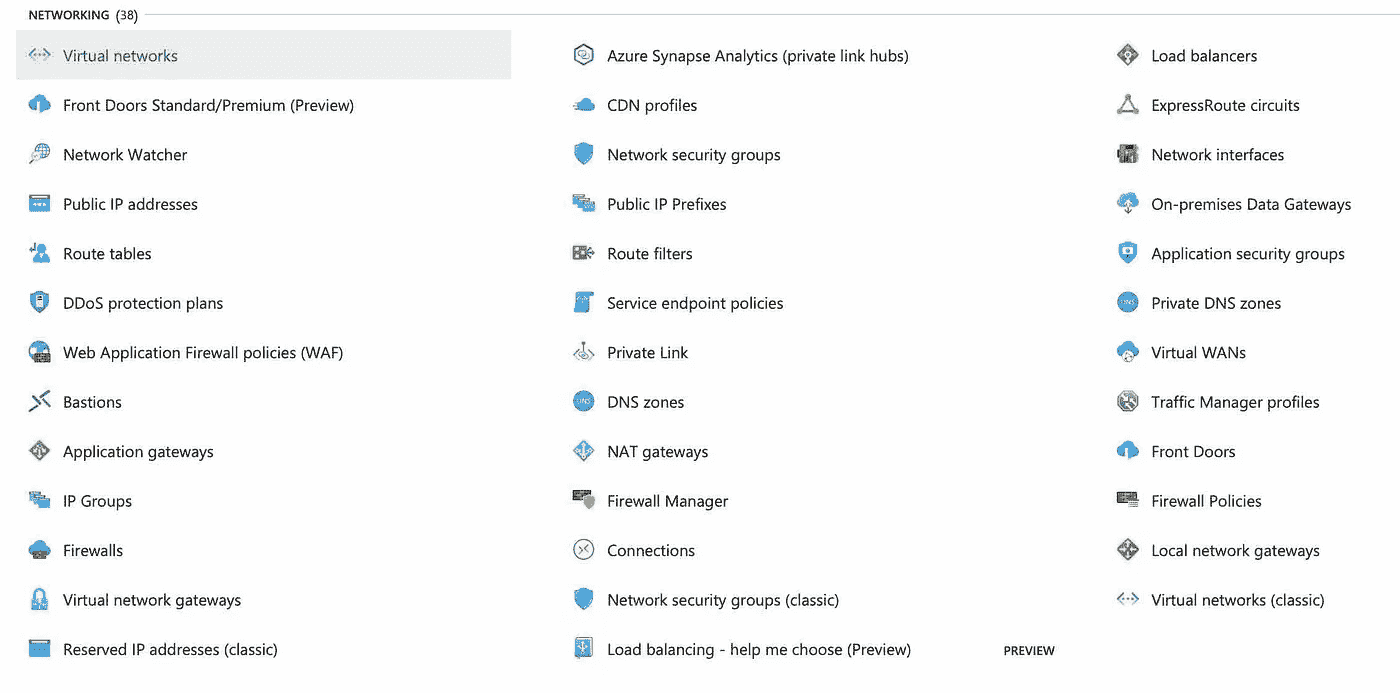 NETWORKING (38)
Virtual networks
Azure Synapse Analytics (private link hubs)
Load balancers
Front Doors Standard/Premium (Preview)
CDN profiles
ExpressRoute circuits
Network Watcher
Network security groups
Network interfaces
Public IP addresses
Public IP Prefixes
On-premises Data Gateways
Route tables
Route filters
Application security groups
DDoS protection plans
Service endpoint policies
Private DNS zones
Web Application Firewall policies (WAF)
Private Link
Virtual WANs
Bastions
DNS zones
Traffic Manager profiles
Application gateways
NAT gateways
Front Doors
IP Groups
Firewall Manager
Firewall Policies
Firewalls
Connections
Local network gateways
Virtual network gateways
Network security groups (classic)
Virtual networks (classic)
Reserved IP addresses (classic)
Load balancing - help me choose (Preview)
PREVIEW